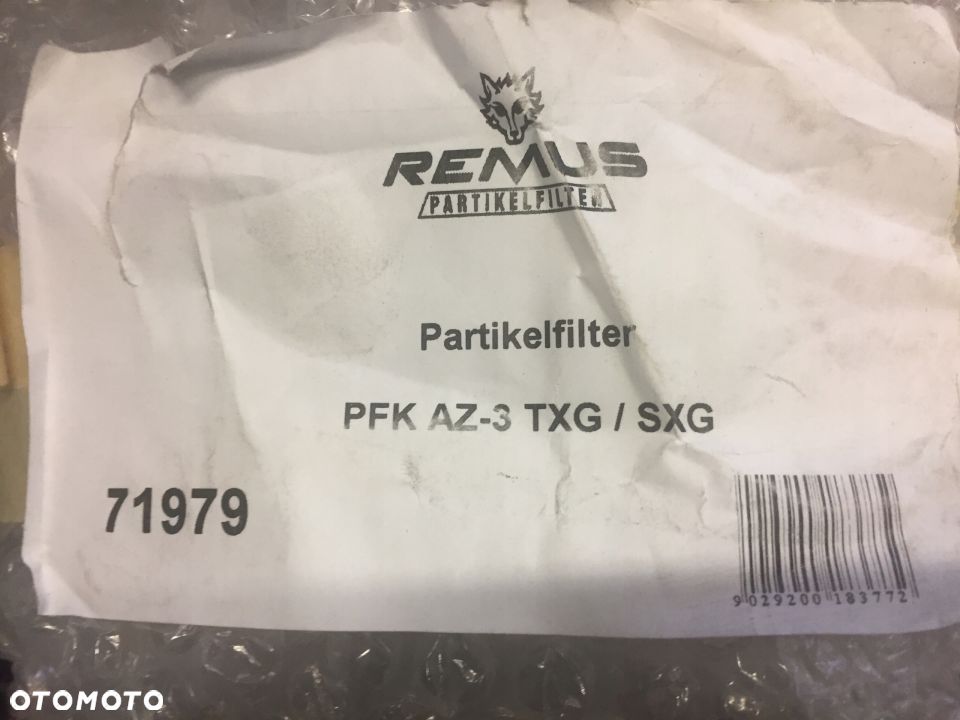 REMUS
PARTIKELFILTER
Partikelfilter
PFK AZ-3 TXG / SXG
71979
9 029200 183772
OTOMOTO